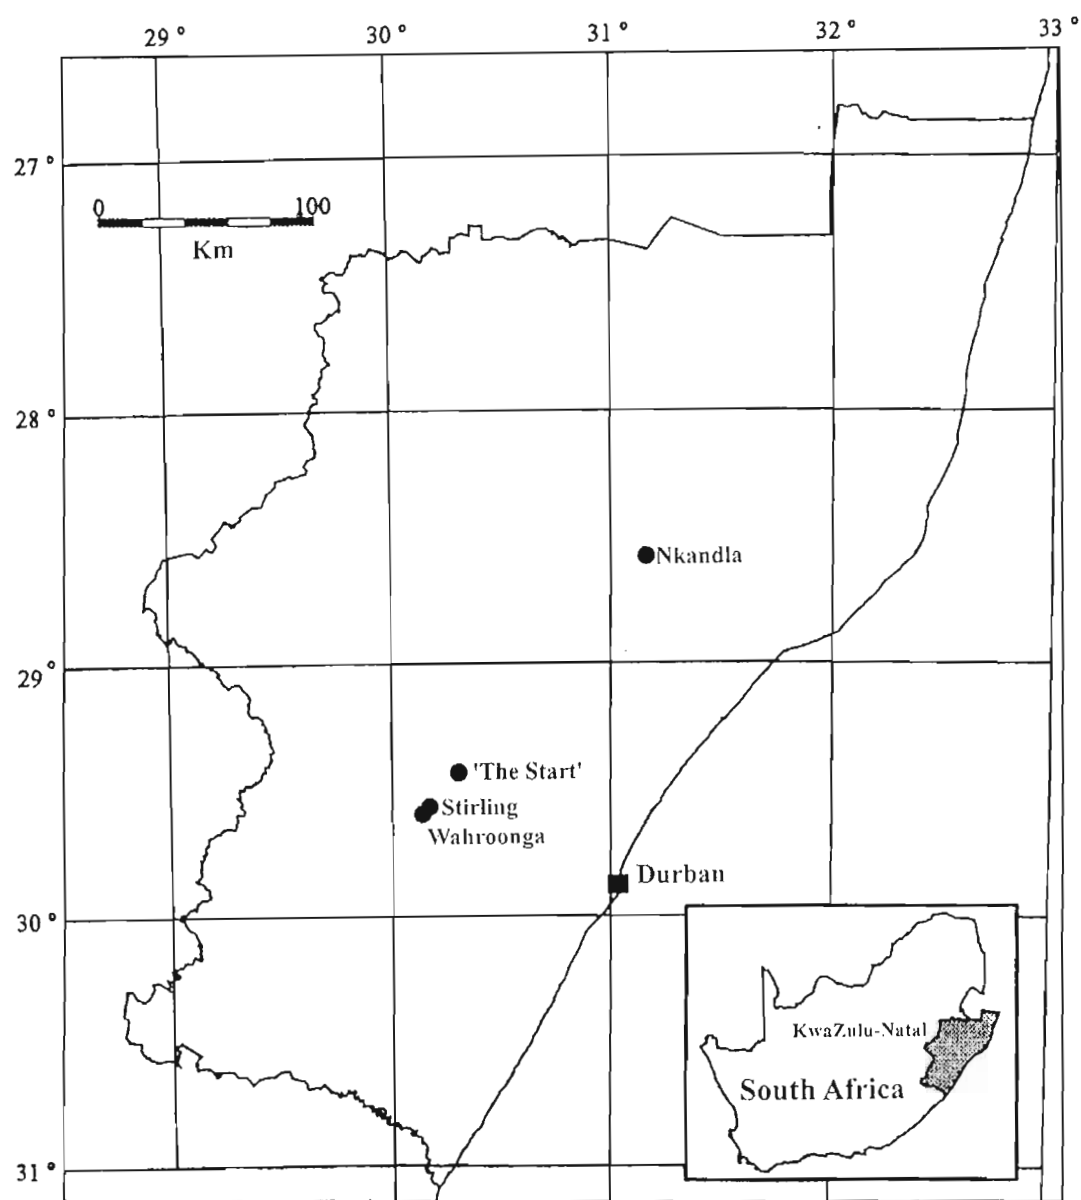 29 ° 30 ° 31 ° 32 ° 33 °
27 °
0 100
Km
28 °
Nkandla
29 °
'The Start'
Stirling
Wahroonga
Durban
30 °
KwaZulu-Natal
South Africa
31 °